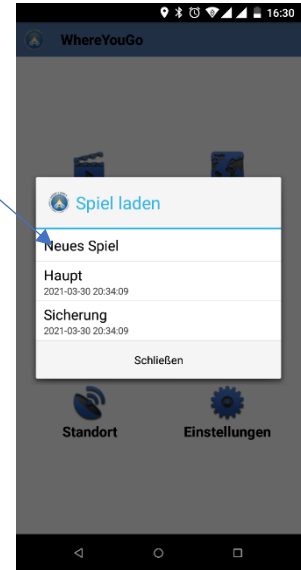 16:30
WhereYouGo
Spiel laden
Neues Spiel
Haupt
2021-03-30 20:34:09
Sicherung
2021-03-30 20:34:09
Schließen
Standort Einstellungen